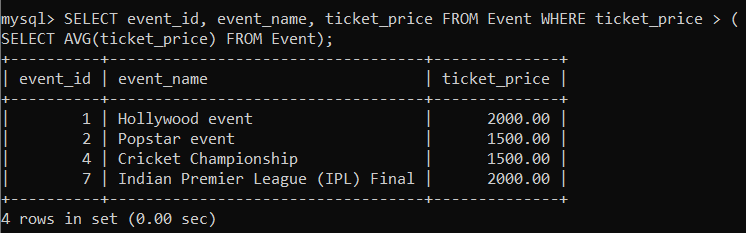 mysql> SELECT event_id, event_name, ticket_price FROM Event WHERE ticket_price > (
SELECT AVG(ticket_price) FROM Event);
+----------+-----------------------------------+--------------+
| event_id | event_name                        | ticket_price |
+----------+-----------------------------------+--------------+
|        1 | Hollywood event                   |      2000.00 |
|        2 | Popstar event                     |      1500.00 |
|        4 | Cricket Championship              |      1500.00 |
|        7 | Indian Premier League (IPL) Final |      2000.00 |
+----------+-----------------------------------+--------------+
4 rows in set (0.00 sec)